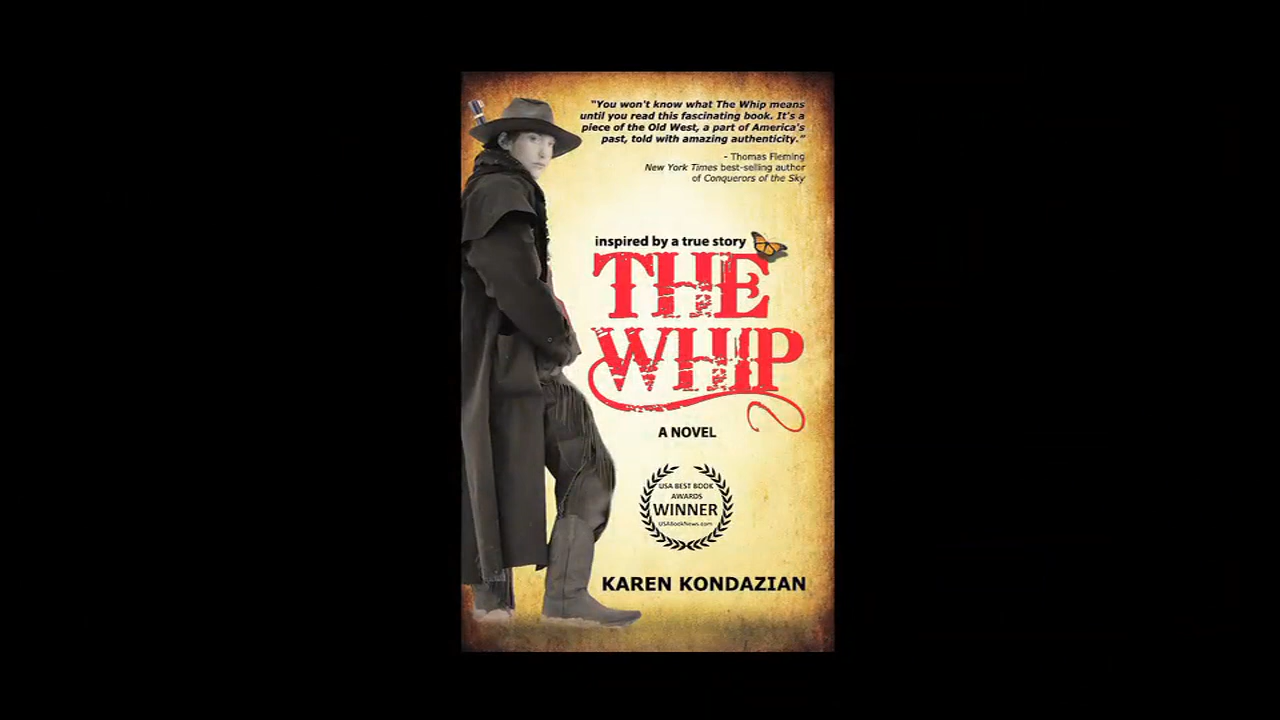 "You won't know what The Whip means
until you read this fascinating book. It's a
piece of the Old West, a part of America's
past, told with amazing authenticity."
- Thomas Fleming
New York Times best-selling author
of Conquerors of the Sky
inspired by a true story
THE
WHIP
A NOVEL
USA BEST BOOK
AWARDS
WINNER
USABookNews.com
KAREN KONDAZIAN